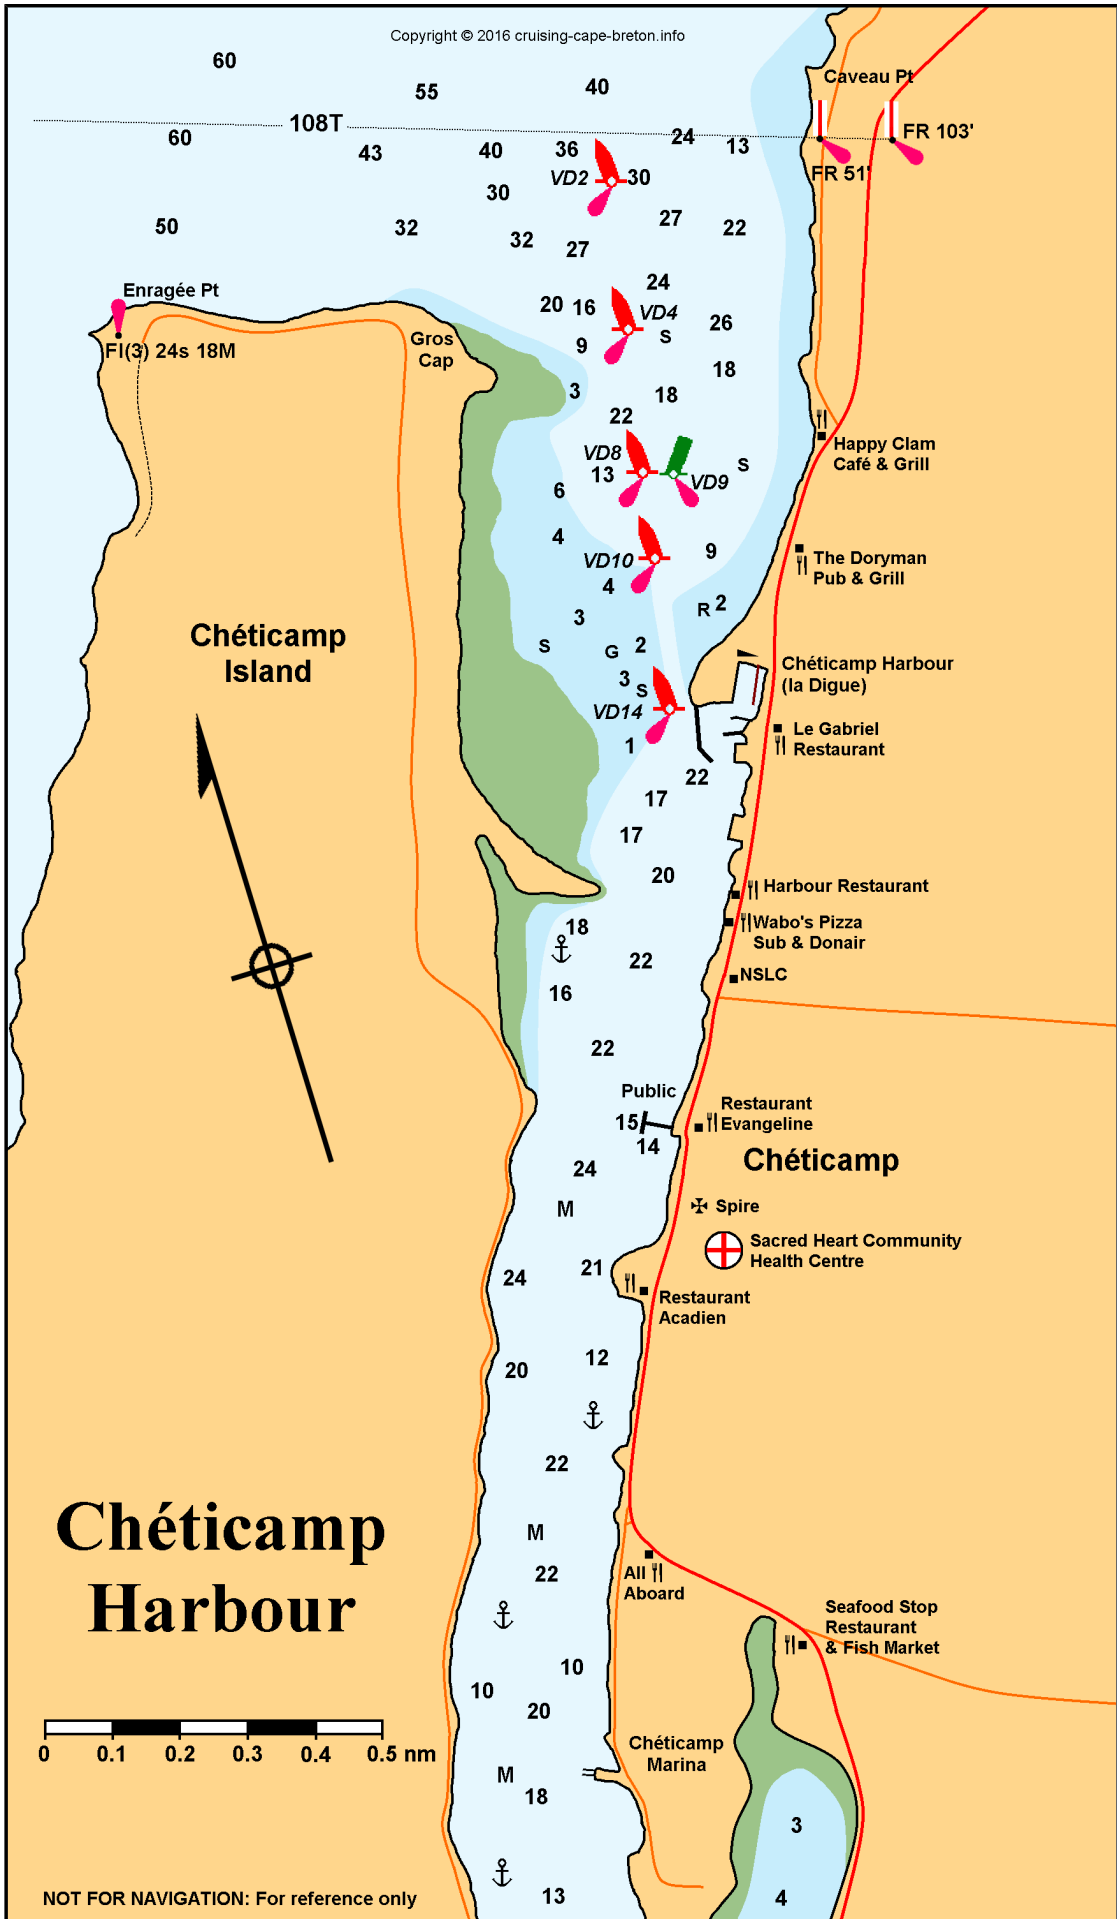 Copyright © 2016 cruising-cape-breton.info
60
55
40
Caveau Pt
108T
60
43
40
36
24
13
FR 103'
FR 51'
VD2
30
30
50
32
32
27
27
22
Enragée Pt
Fl(3) 24s 18M
Gros
Cap
20
16
24
VD4
S
26
9
18
3
18
22
Happy Clam
Café & Grill
VD8
13
VD9
S
6
4
VD10
9
The Doryman
Pub & Grill
4
R
2
3
S
G
2
Chéticamp
Island
3
S
VD14
Chéticamp Harbour
(la Digue)
1
Le Gabriel
Restaurant
22
17
17
20
Harbour Restaurant
18
Wabo's Pizza
Sub & Donair
22
NSLC
16
22
Public
15
14
Restaurant
Evangeline
Chéticamp
24
M
Spire
Sacred Heart Community
Health Centre
24
21
Restaurant
Acadien
20
12
22
Chéticamp
Harbour
M
22
All
Aboard
Seafood Stop
Restaurant
& Fish Market
10
10
20
0 0.1 0.2 0.3 0.4 0.5 nm
Chéticamp
Marina
M
18
3
NOT FOR NAVIGATION: For reference only
13
4